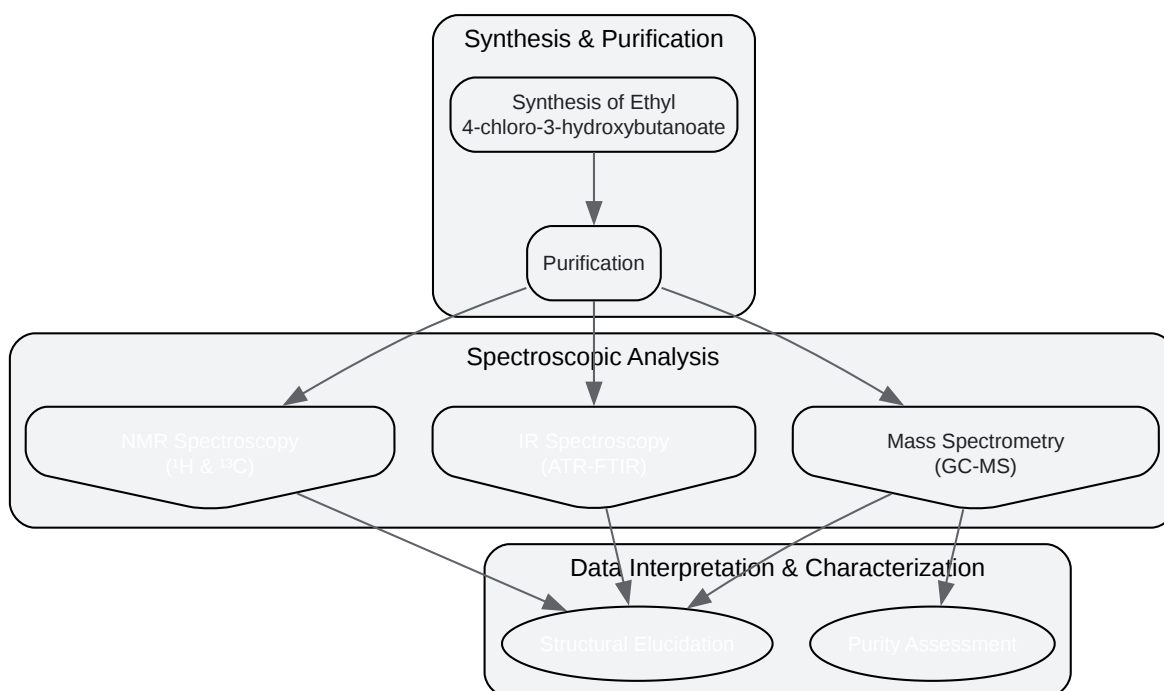 Synthesis & Purification
Synthesis of Ethyl
4-chloro-3-hydroxybutanoate
Purification
Spectroscopic Analysis
NMR Spectroscopy
(¹H & ¹³C)
IR Spectroscopy
(ATR-FTIR)
Mass Spectrometry
(GC-MS)
Data Interpretation & Characterization
Structural Elucidation
Purity Assessment